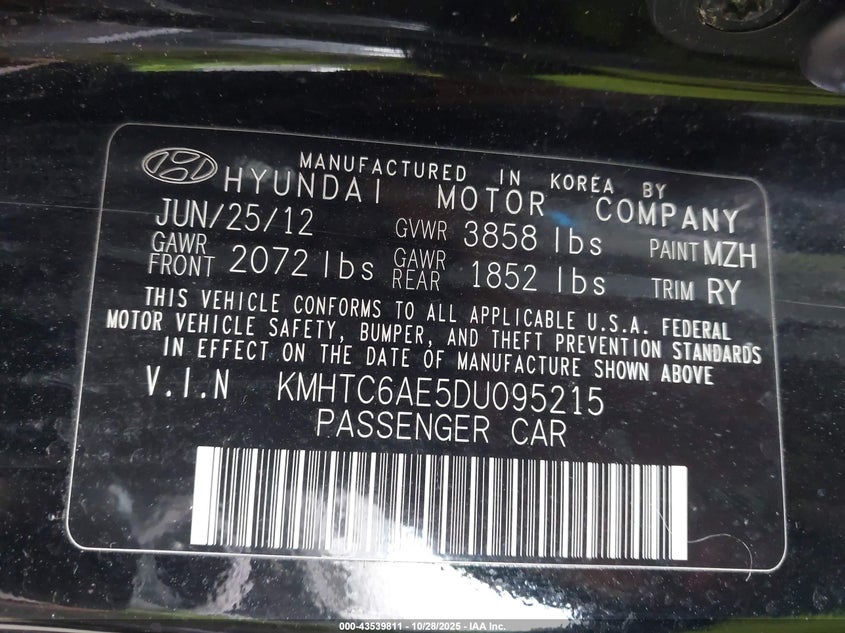 MANUFACTURED IN KOREA BY
HYUNDAI MOTOR COMPANY
JUN/25/12 GVWR 3858 lbs PAINT MZH
GAWR FRONT 2072 lbs GAWR REAR 1852 lbs TRIM RY
THIS VEHICLE CONFORMS TO ALL APPLICABLE U.S.A. FEDERAL
MOTOR VEHICLE SAFETY, BUMPER, AND THEFT PREVENTION STANDARDS
IN EFFECT ON THE DATE OF MANUFACTURE SHOWN ABOVE
V.I.N KMHTC6AE5DU095215
PASSENGER CAR
000-43539811 - 10/28/2025 - IAA Inc.